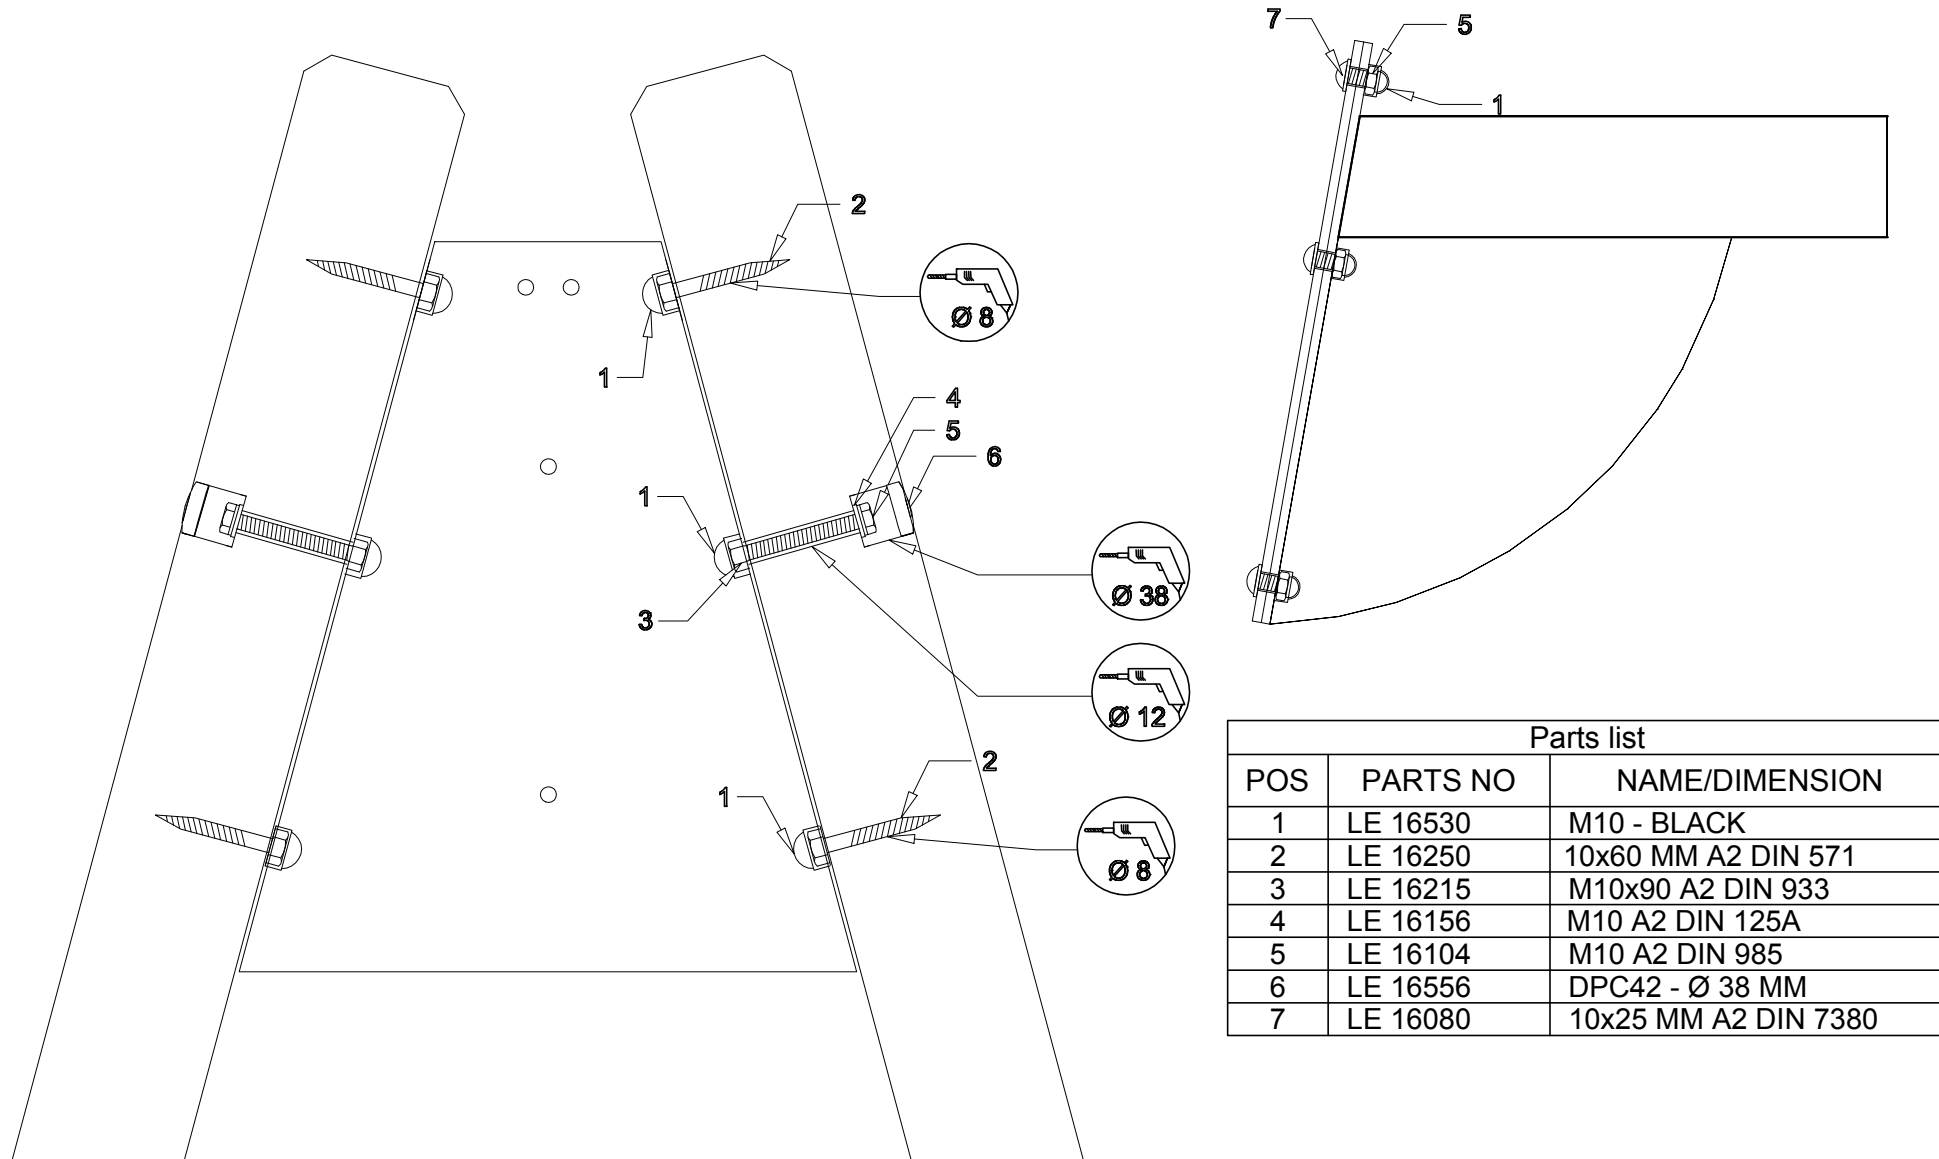 7
5
1
2
Ø 8
1
4
5
6
1
Ø 38
3
Ø 12
2
1
Ø 8
Parts list
POS PARTS NO NAME/DIMENSION
1 LE 16530 M10 - BLACK
2 LE 16250 10x60 MM A2 DIN 571
3 LE 16215 M10x90 A2 DIN 933
4 LE 16156 M10 A2 DIN 125A
5 LE 16104 M10 A2 DIN 985
6 LE 16556 DPC42 - Ø 38 MM
7 LE 16080 10x25 MM A2 DIN 7380